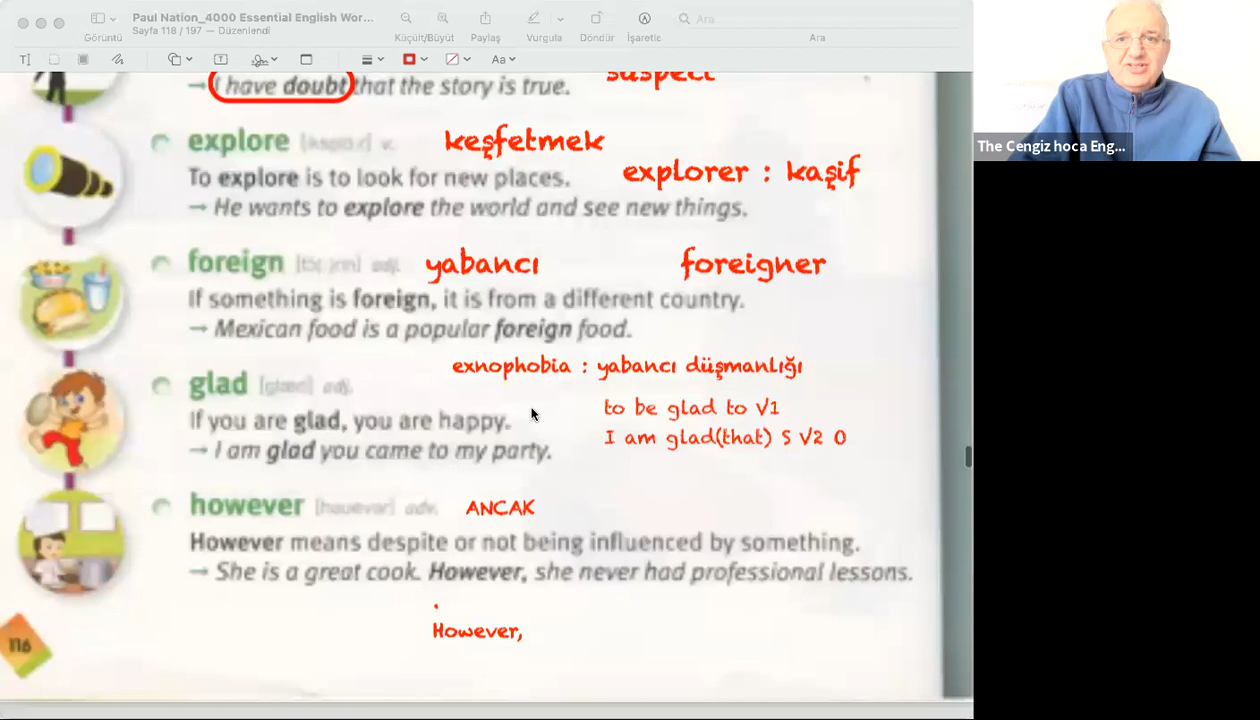 Paul Nation_4000 Essential English Wor...
Sayfa 118 / 197 — Düzenlendi
Görüntü
Küçült/Büyüt
Paylaş
Vurgula
Döndür
İşaretle
Ara
Ara
Aa
→ I have doubt that the story is true.
suspect
explore v.
keşfetmek
explorer : kaşif
To explore is to look for new places.
→ He wants to explore the world and see new things.
foreign adj.
yabancı
foreigner
If something is foreign, it is from a different country.
→ Mexican food is a popular foreign food.
exnophobia : yabancı düşmanlığı
glad adj.
to be glad to V1
If you are glad, you are happy.
I am glad(that) S V2 O
→ I am glad you came to my party.
however adv.
ANCAK
However means despite or not being influenced by something.
→ She is a great cook. However, she never had professional lessons.
. 
However,
116
The Cengiz hoca Eng...